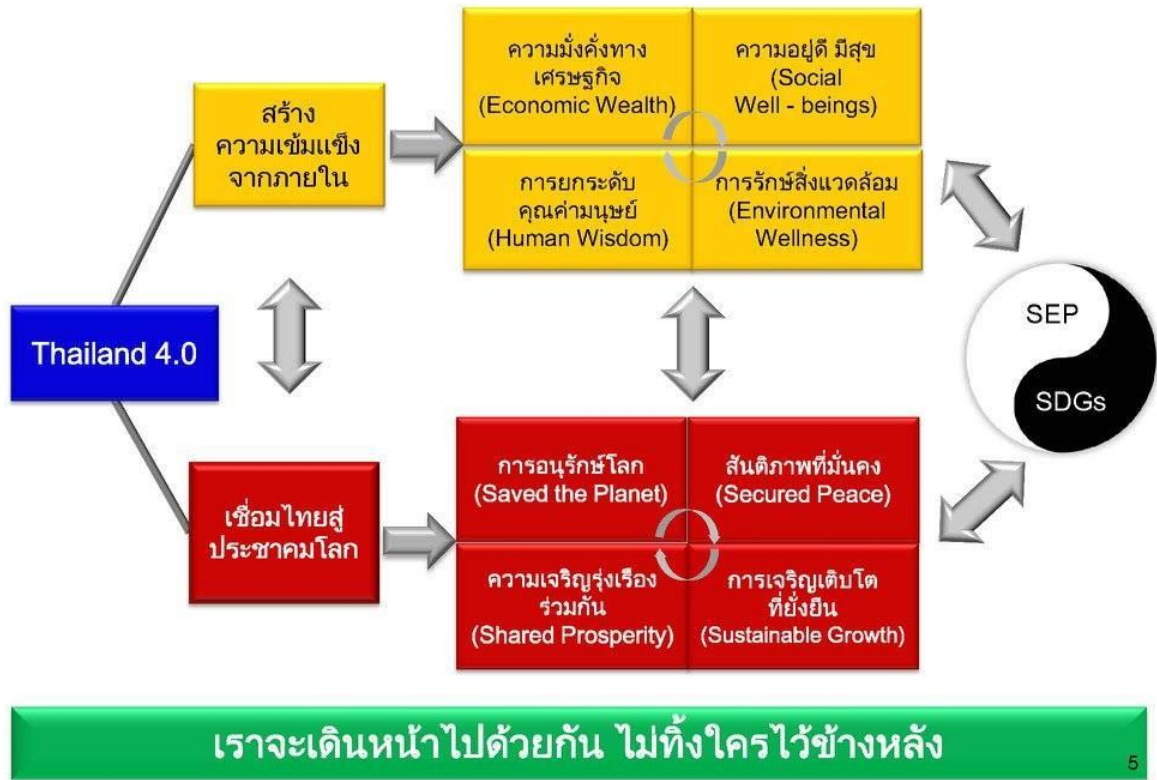 ความมั่งคั่งทาง
เศรษฐกิจ
(Economic Wealth)
ความอยู่ดี มีสุข
(Social
Well - beings)
สร้าง
ความเข้มแข็ง
จากภายใน
การยกระดับ
คุณค่ามนุษย์
(Human Wisdom)
การรักษ์สิ่งแวดล้อม
(Environmental
Wellness)
Thailand 4.0
SEP
SDGs
เชื่อมไทยสู่
ประชาคมโลก
การอนุรักษ์โลก
(Saved the Planet)
สันติภาพที่มั่นคง
(Secured Peace)
ความเจริญรุ่งเรือง
ร่วมกัน
(Shared Prosperity)
การเจริญเติบโต
ที่ยั่งยืน
(Sustainable Growth)
เราจะเดินหน้าไปด้วยกัน ไม่ทิ้งใครไว้ข้างหลัง
5